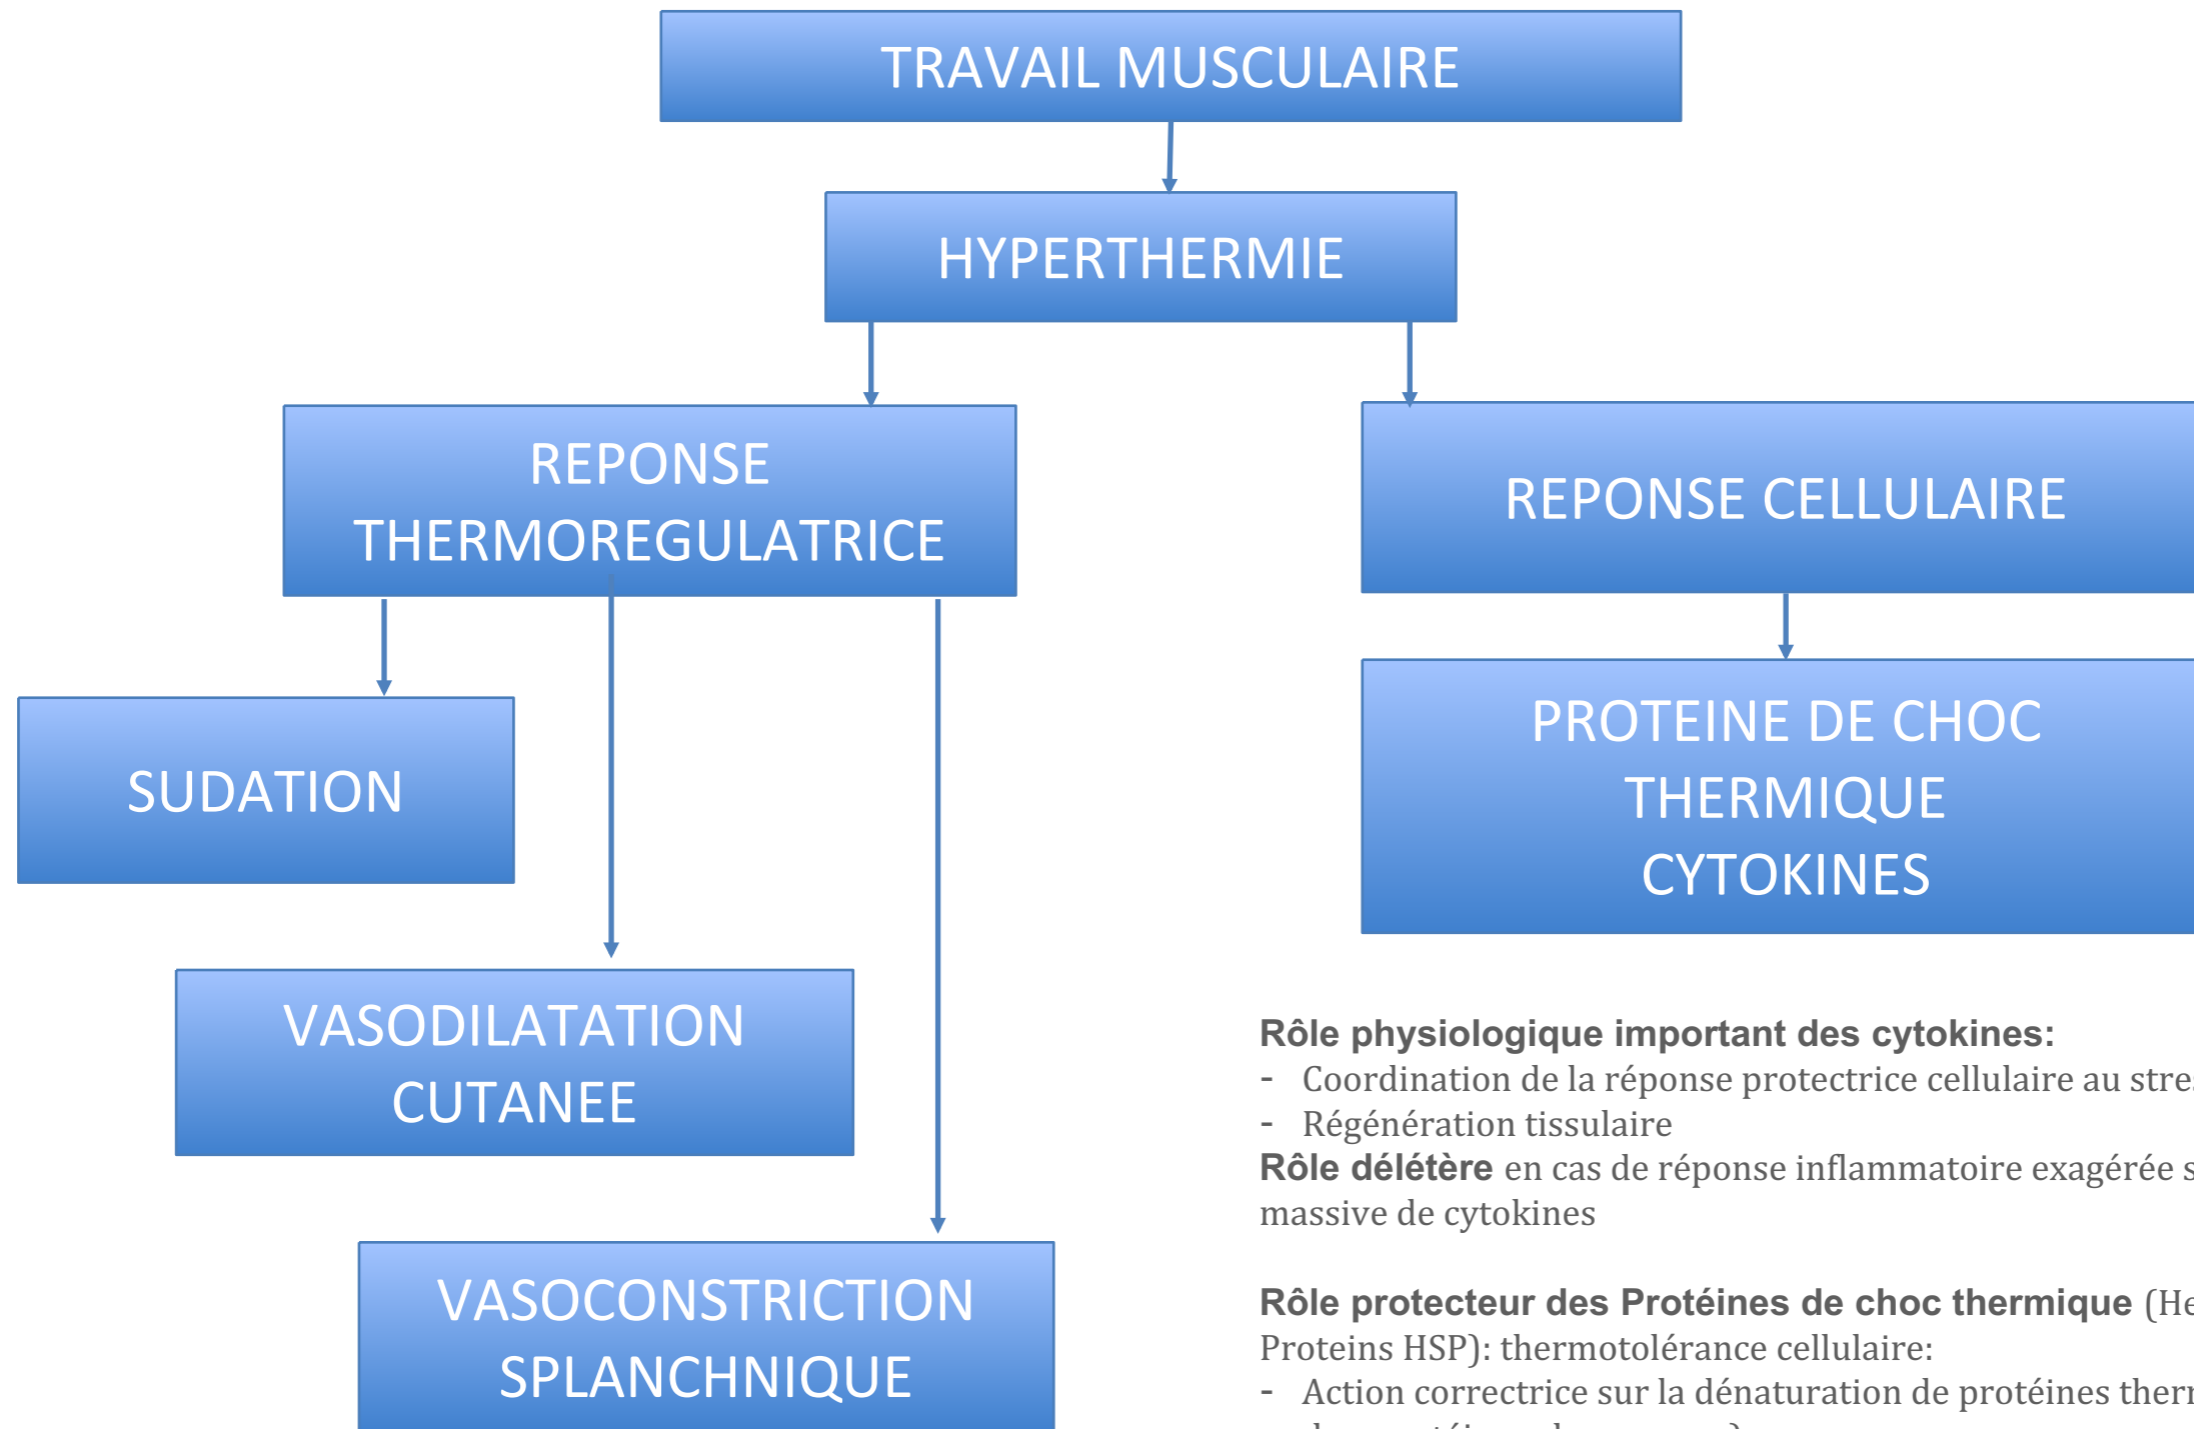 TRAVAIL MUSCULAIRE
HYPERTHERMIE
REPONSE
THERMOREGULATRICE
REPONSE CELLULAIRE
SUDATION
PROTEINE DE CHOC
THERMIQUE
CYTOKINES
VASODILATATION
CUTANEE
VASOCONSTRICTION
SPLANCHNIQUE
Rôle physiologique important des cytokines:
- Coordination de la réponse protectrice cellulaire au
- Régénération tissulaire
Rôle délétère en cas de réponse inflammatoire exagérée
massive de cytokines
Rôle protecteur des Protéines de choc thermique
Proteins HSP): thermotolérance cellulaire:
- Action correctrice sur la dénaturation de protéines